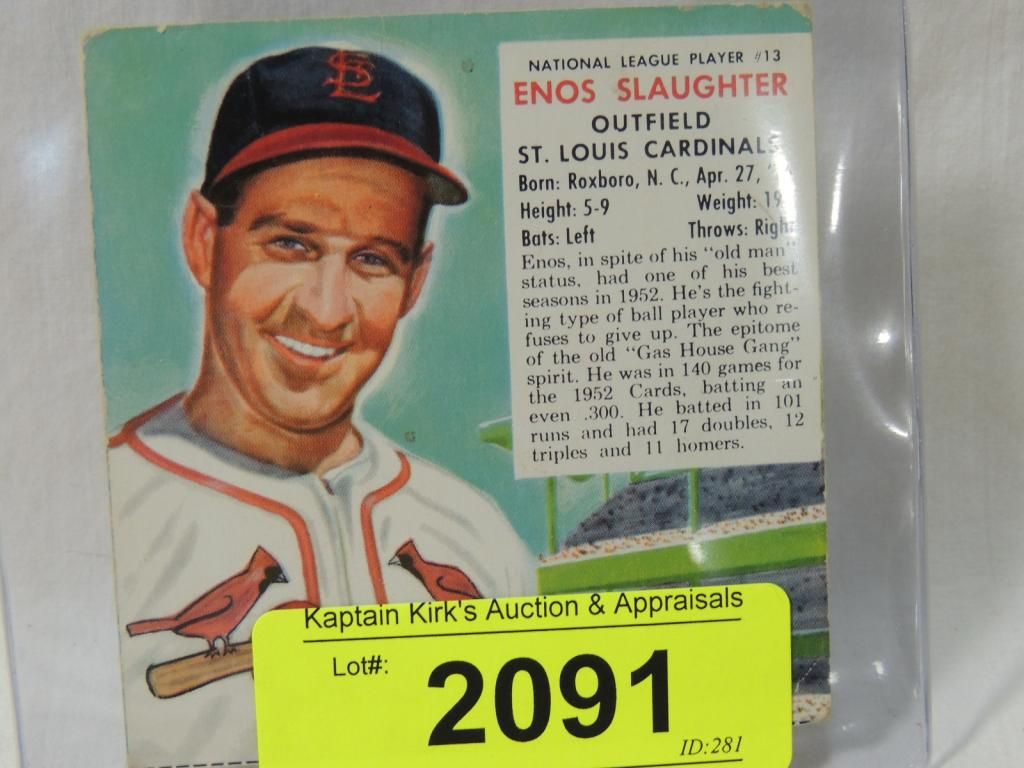 STL
NATIONAL LEAGUE PLAYER #13
ENOS SLAUGHTER
OUTFIELD
ST. LOUIS CARDINALS
Born: Roxboro, N. C., Apr. 27,
Height: 5-9 Weight:
Bats: Left Throws: Right
Enos, in spite of his "old man"
status, had one of his best
seasons in 1952. He's the fight-
ing type of ball player who re-
fuses to give up. The epitome
of the old "Gas House Gang"
spirit. He was in 140 games for
the 1952 Cards, batting an
even .300. He batted in 101
runs and had 17 doubles, 12
triples and 11 homers.
Kaptain Kirk's Auction & Appraisals
Lot#:
2091
ID:281